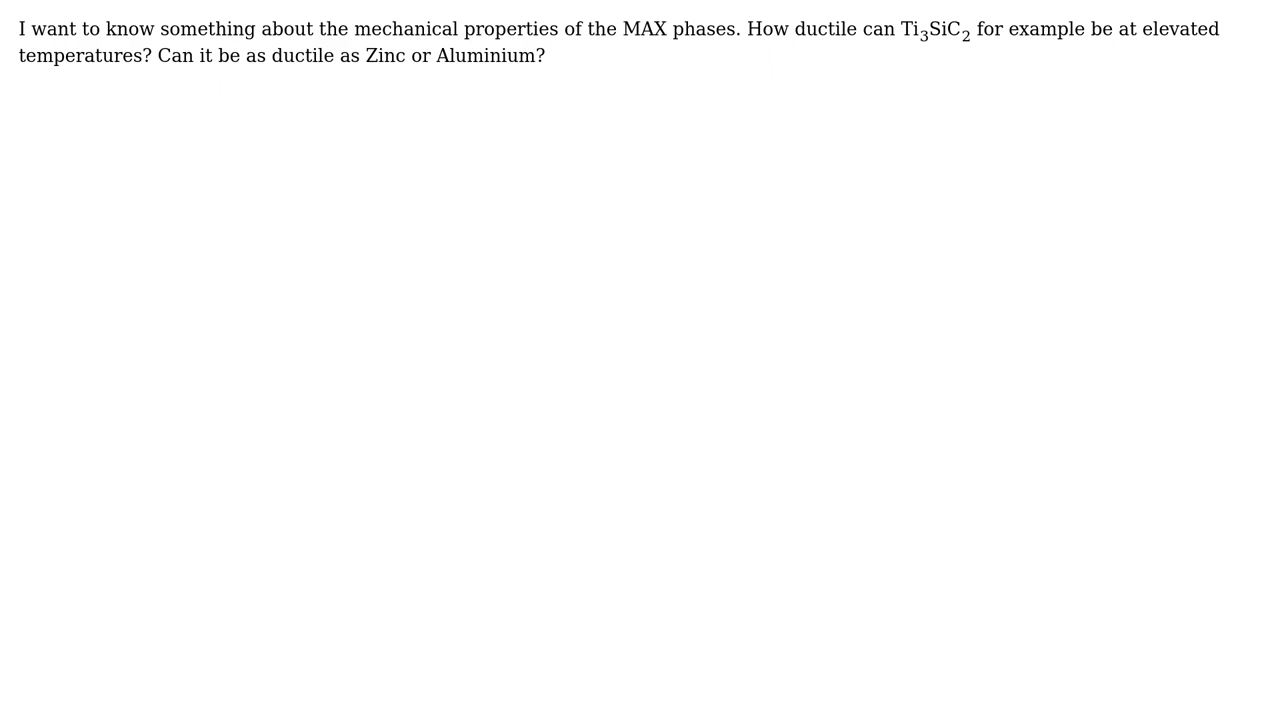 I want to know something about the mechanical properties of the MAX phases. How ductile can Ti₃SiC₂ for example be at elevated
temperatures? Can it be as ductile as Zinc or Aluminium?